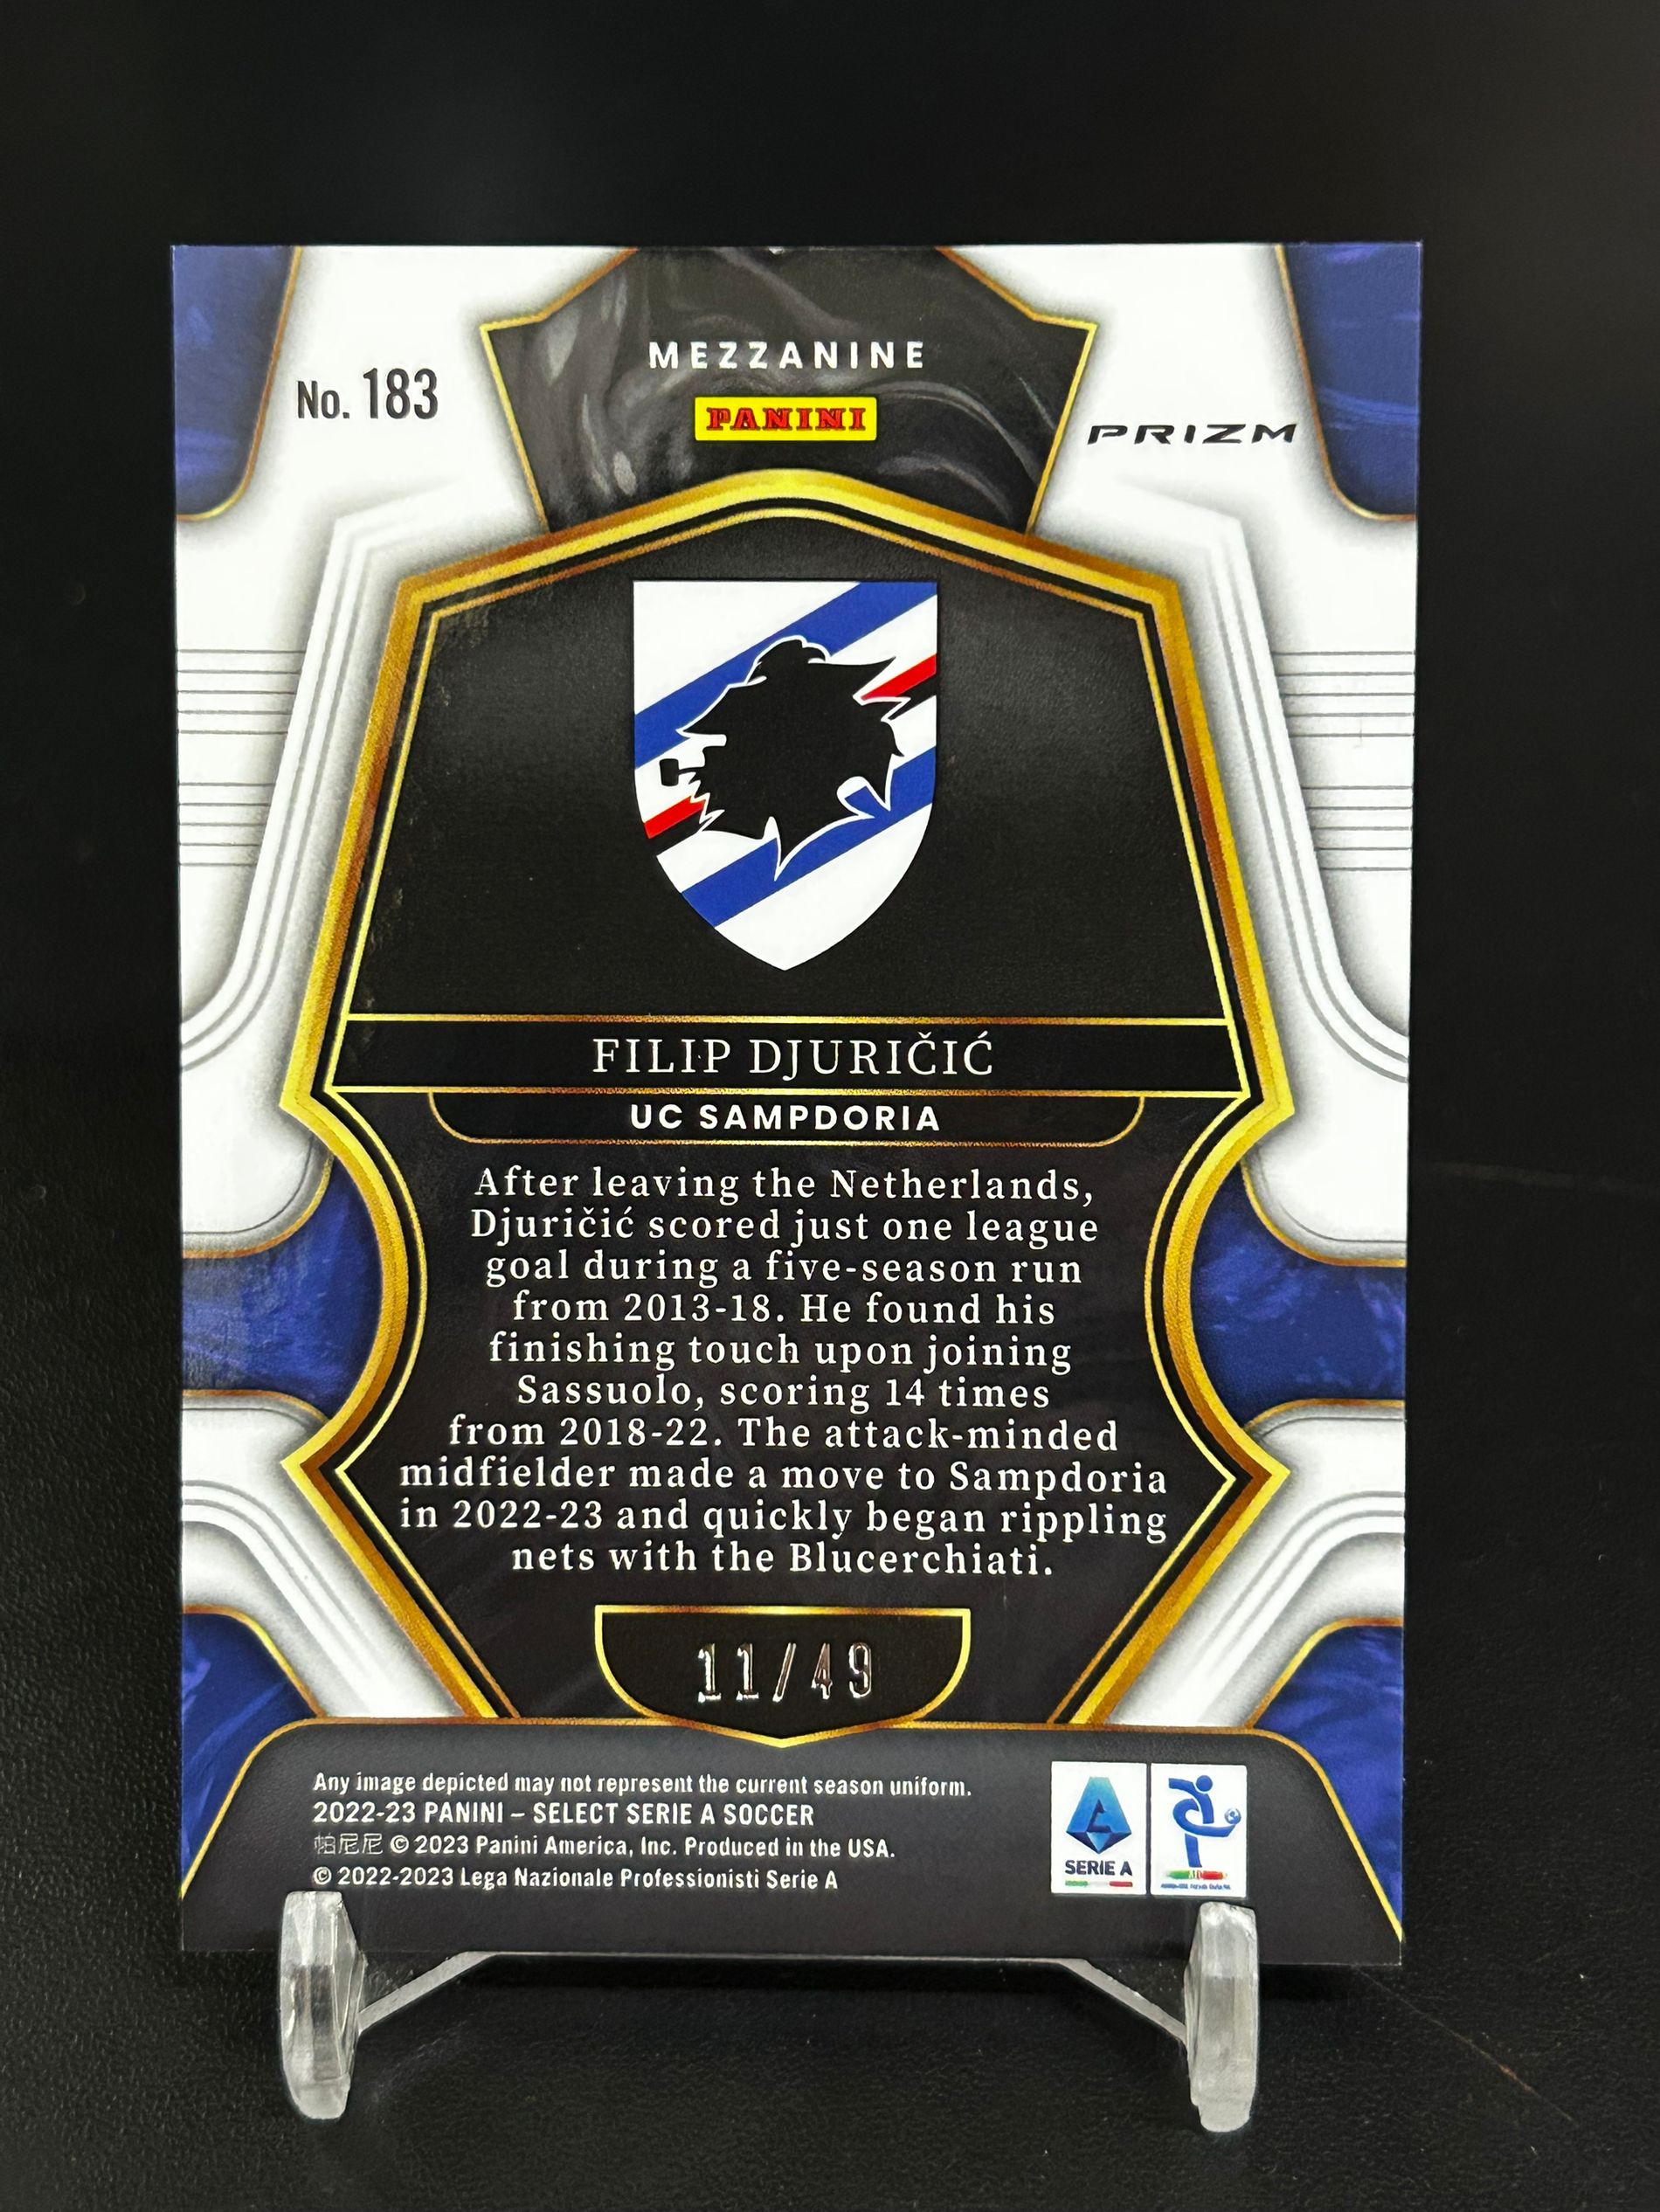 MEZZANINE
No. 183
PANINI
PRIZM
FILIP DJURIČIĆ
UC SAMPDORIA
After leaving the Netherlands,
Djuričić scored just one league
goal during a five-season run
from 2013-18. He found his
finishing touch upon joining
Sassuolo, scoring 14 times
from 2018-22. The attack-minded
midfielder made a move to Sampdoria
in 2022-23 and quickly began rippling
nets with the Blucerchiati.
11/49
Any image depicted may not represent the current season uniform.
2022-23 PANINI – SELECT SERIE A SOCCER
帕尼尼 © 2023 Panini America, Inc. Produced in the USA.
© 2022-2023 Lega Nazionale Professionisti Serie A
SERIE A